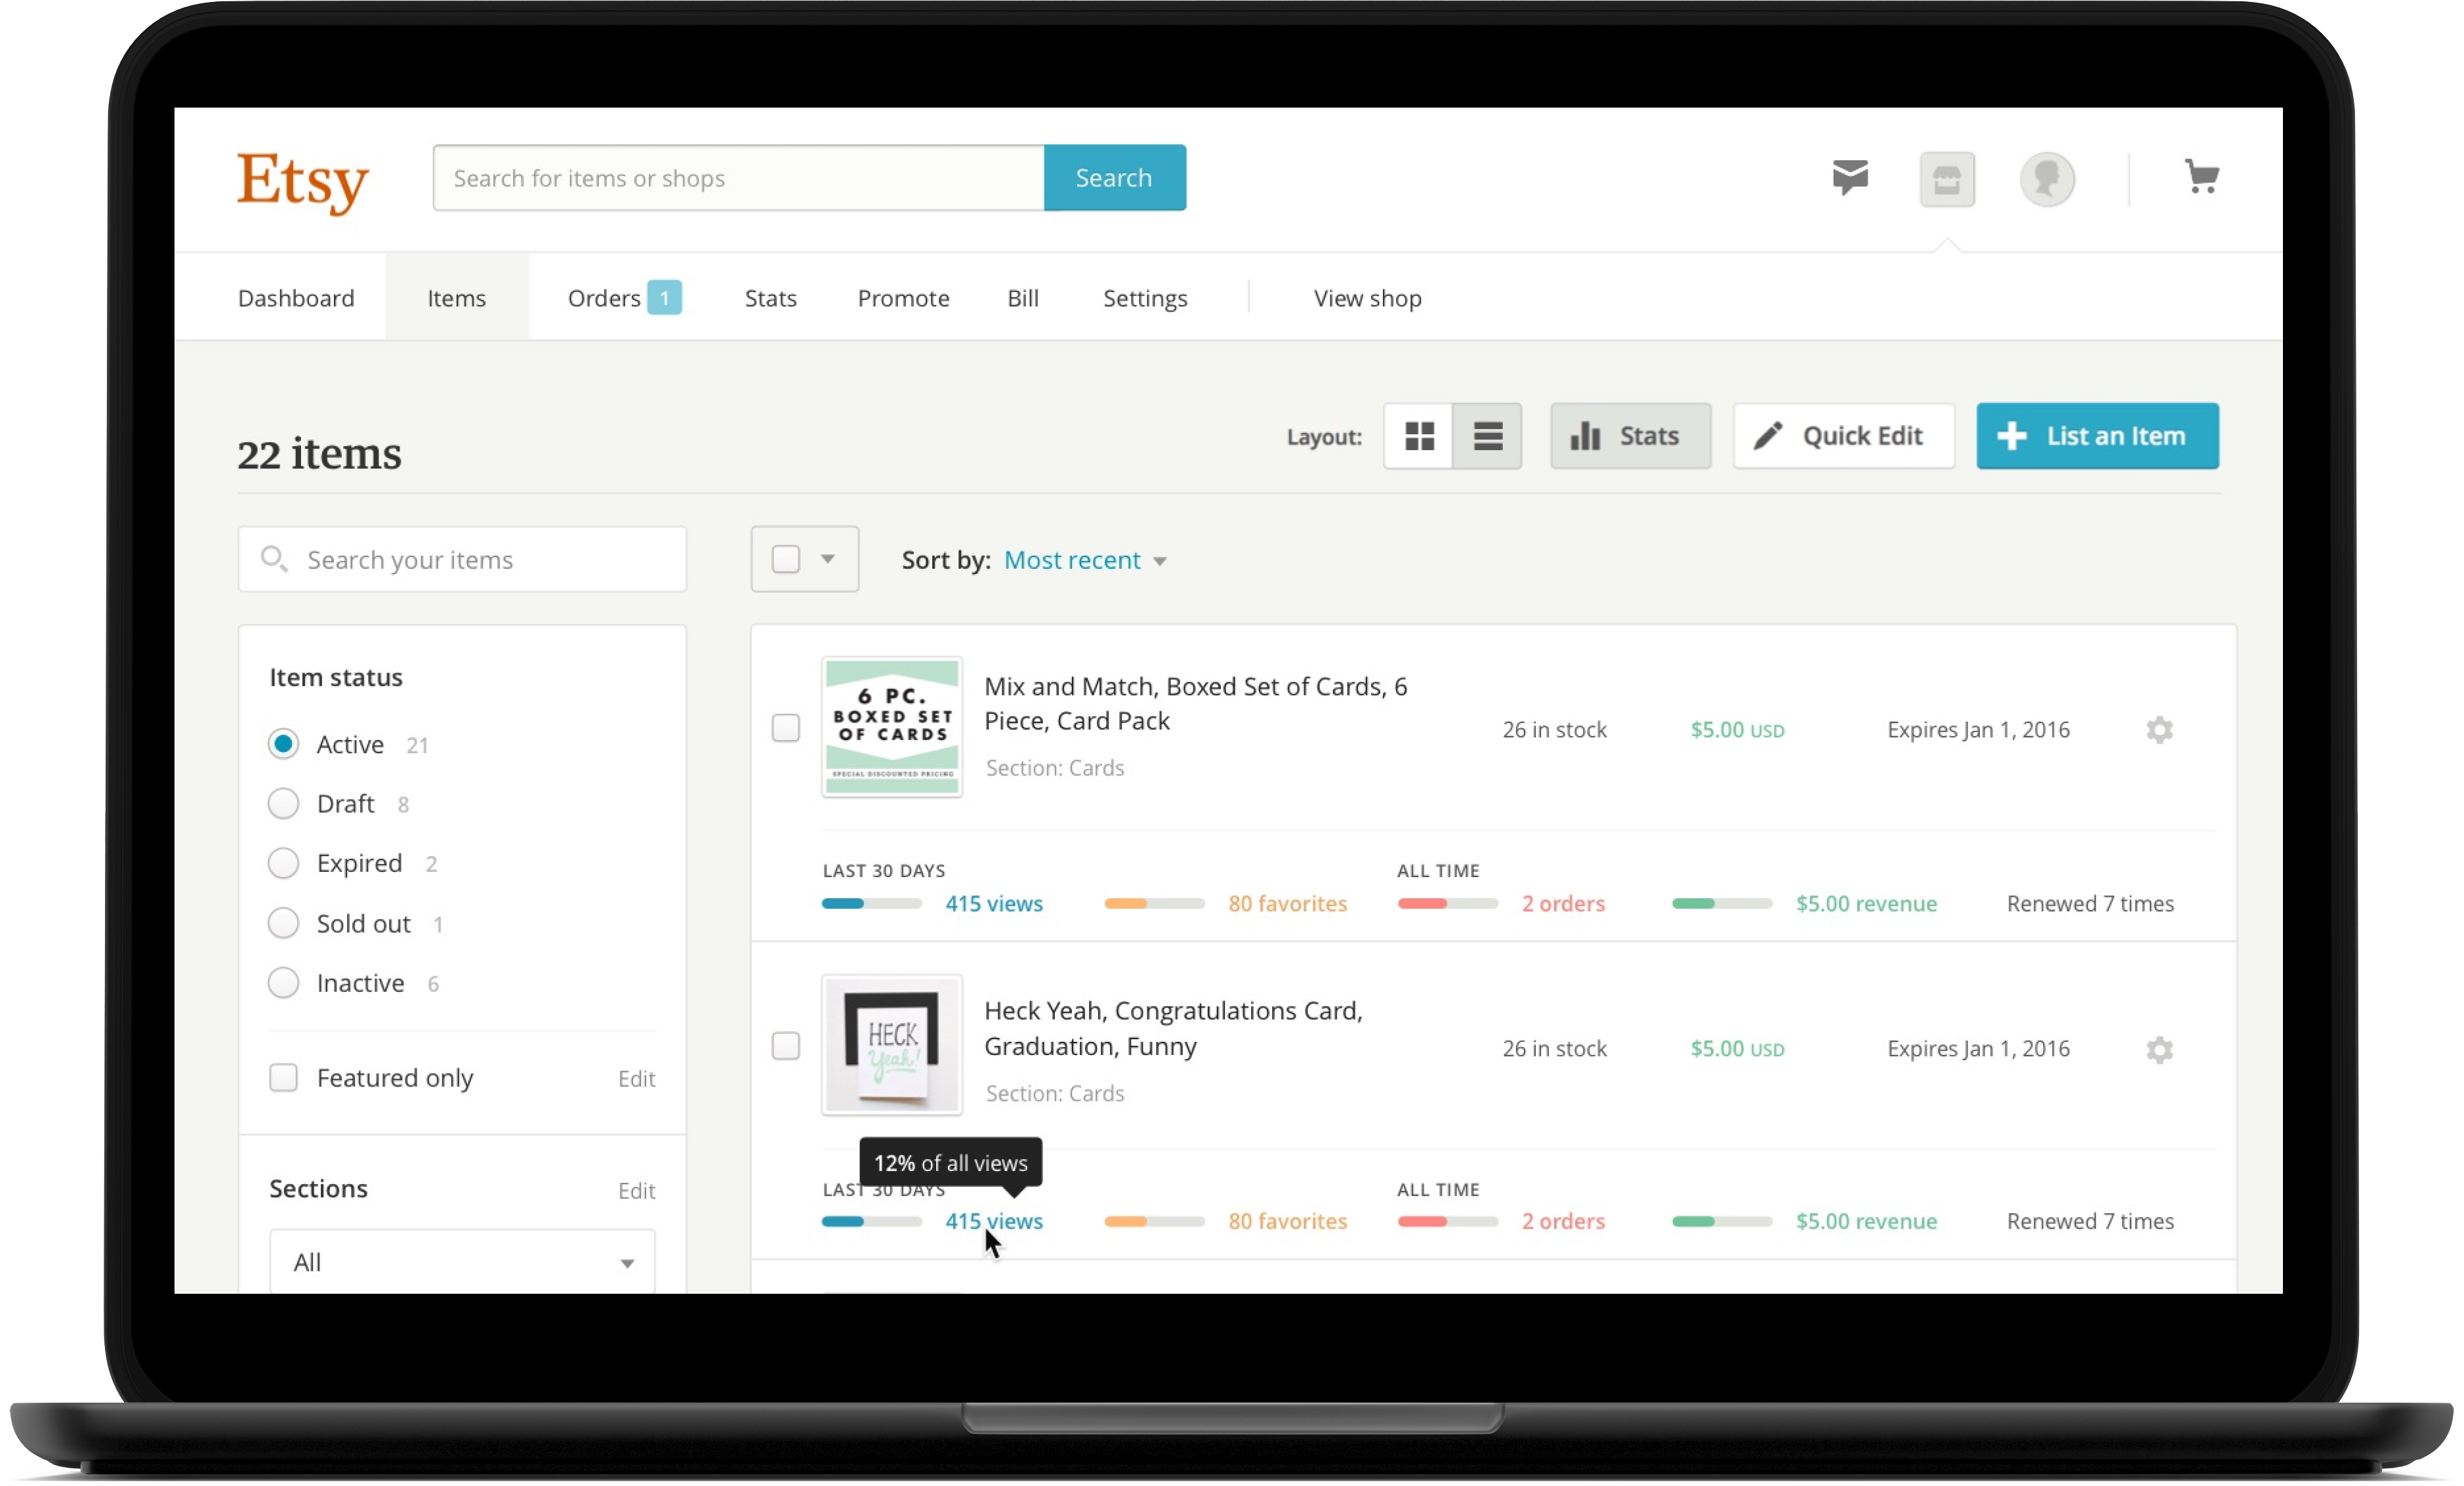 Etsy
Search for items or shops
Search
Dashboard
Items
Orders 1
Stats
Promote
Bill
Settings
View shop
22 items
Layout:
Stats
Quick Edit
List an Item
Search your items
Sort by: Most recent
Item status
Active 21
Draft 8
Expired 2
Sold out 1
Inactive 6
Featured only Edit
Sections Edit
All
6 PC.
BOXED SET
OF CARDS
SPECIAL DISCOUNTED PRICING
Mix and Match, Boxed Set of Cards, 6
Piece, Card Pack
Section: Cards
26 in stock
$5.00 USD
Expires Jan 1, 2016
LAST 30 DAYS
415 views
80 favorites
ALL TIME
2 orders
$5.00 revenue
Renewed 7 times
HECK
Yeah!
Heck Yeah, Congratulations Card,
Graduation, Funny
Section: Cards
26 in stock
$5.00 USD
Expires Jan 1, 2016
12% of all views
LAST 30 DAYS
415 views
80 favorites
ALL TIME
2 orders
$5.00 revenue
Renewed 7 times